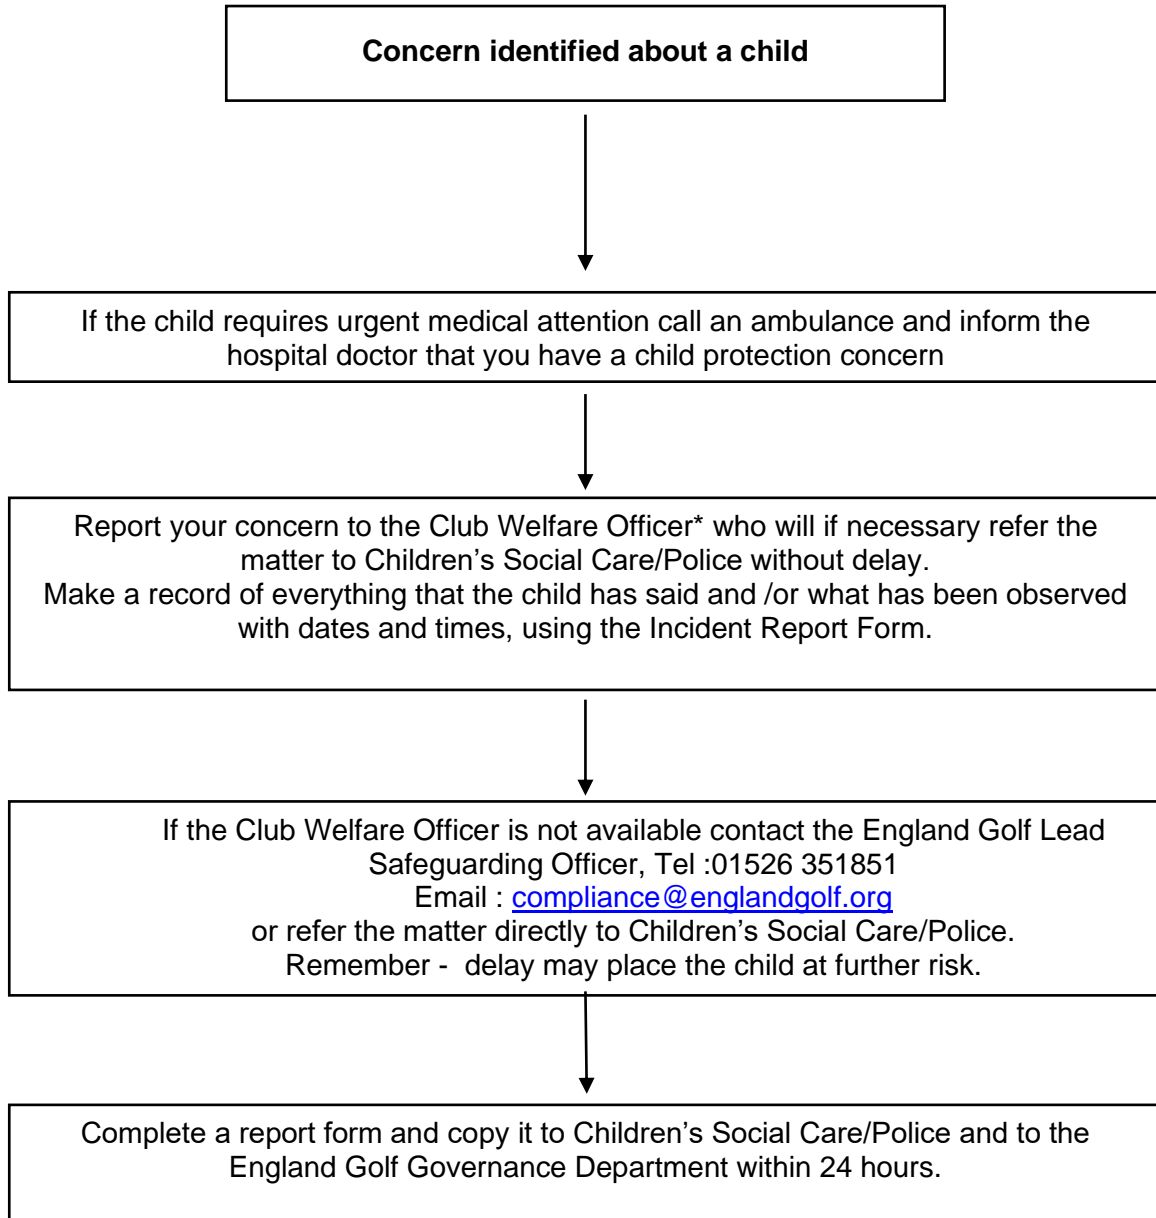 Concern identified about a child
If the child requires urgent medical attention call an ambulance and inform the
hospital doctor that you have a child protection concern
Report your concern to the Club Welfare Officer* who will if necessary refer the
matter to Children’s Social Care/Police without delay.
Make a record of everything that the child has said and /or what has been observed
with dates and times, using the Incident Report Form.
If the Club Welfare Officer is not available contact the England Golf Lead
Safeguarding Officer, Tel :01526 351851
Email : compliance@englandgolf.org
or refer the matter directly to Children’s Social Care/Police.
Remember -  delay may place the child at further risk.
Complete a report form and copy it to Children’s Social Care/Police and to the
England Golf Governance Department within 24 hours.